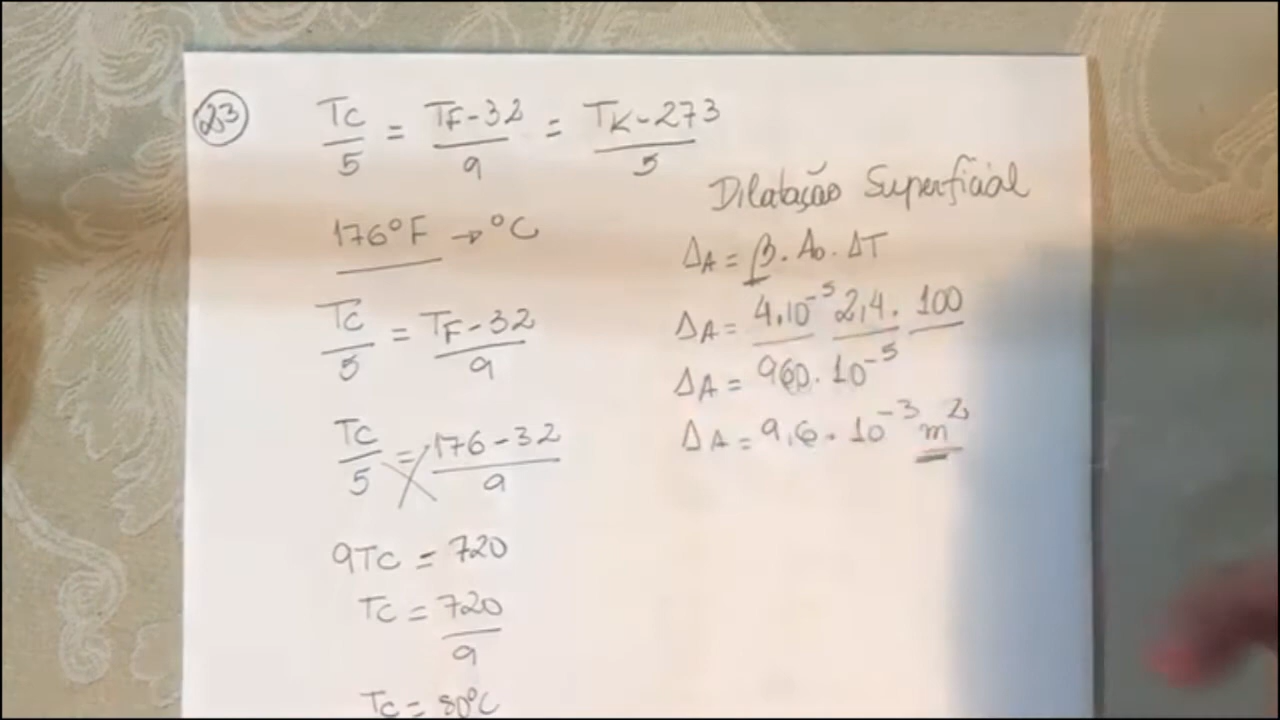 23
TC/5 = TF-32/9 = TK-273/5
176°F → °C
TC/5 = TF-32/9
TC/5 = 176-32/9
9TC = 720
TC = 720/9
TC = 80°C
Dilatação Superficial
ΔA = β. A₀. ΔT
ΔA = 4.10⁻⁵ 2,4. 100
ΔA = 960. 10⁻⁵
ΔA = 9,6. 10⁻³ m²